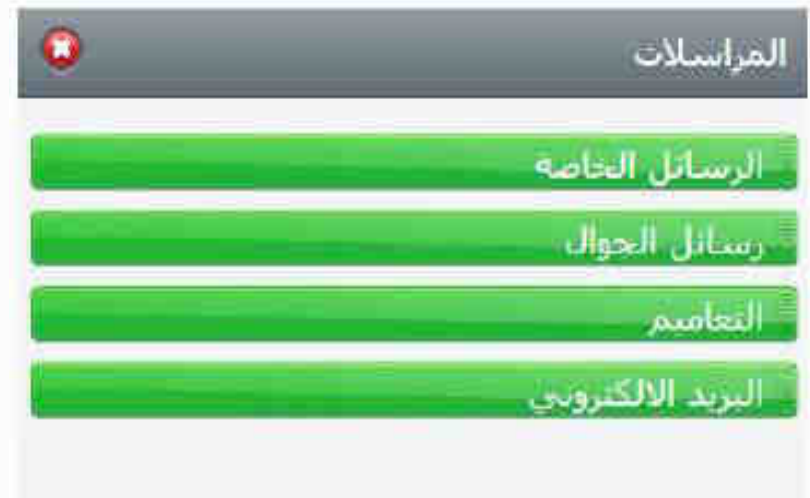 المراسلات
الرسائل الخاصة
رسائل الجوال
التعاميم
البريد الالكتروني